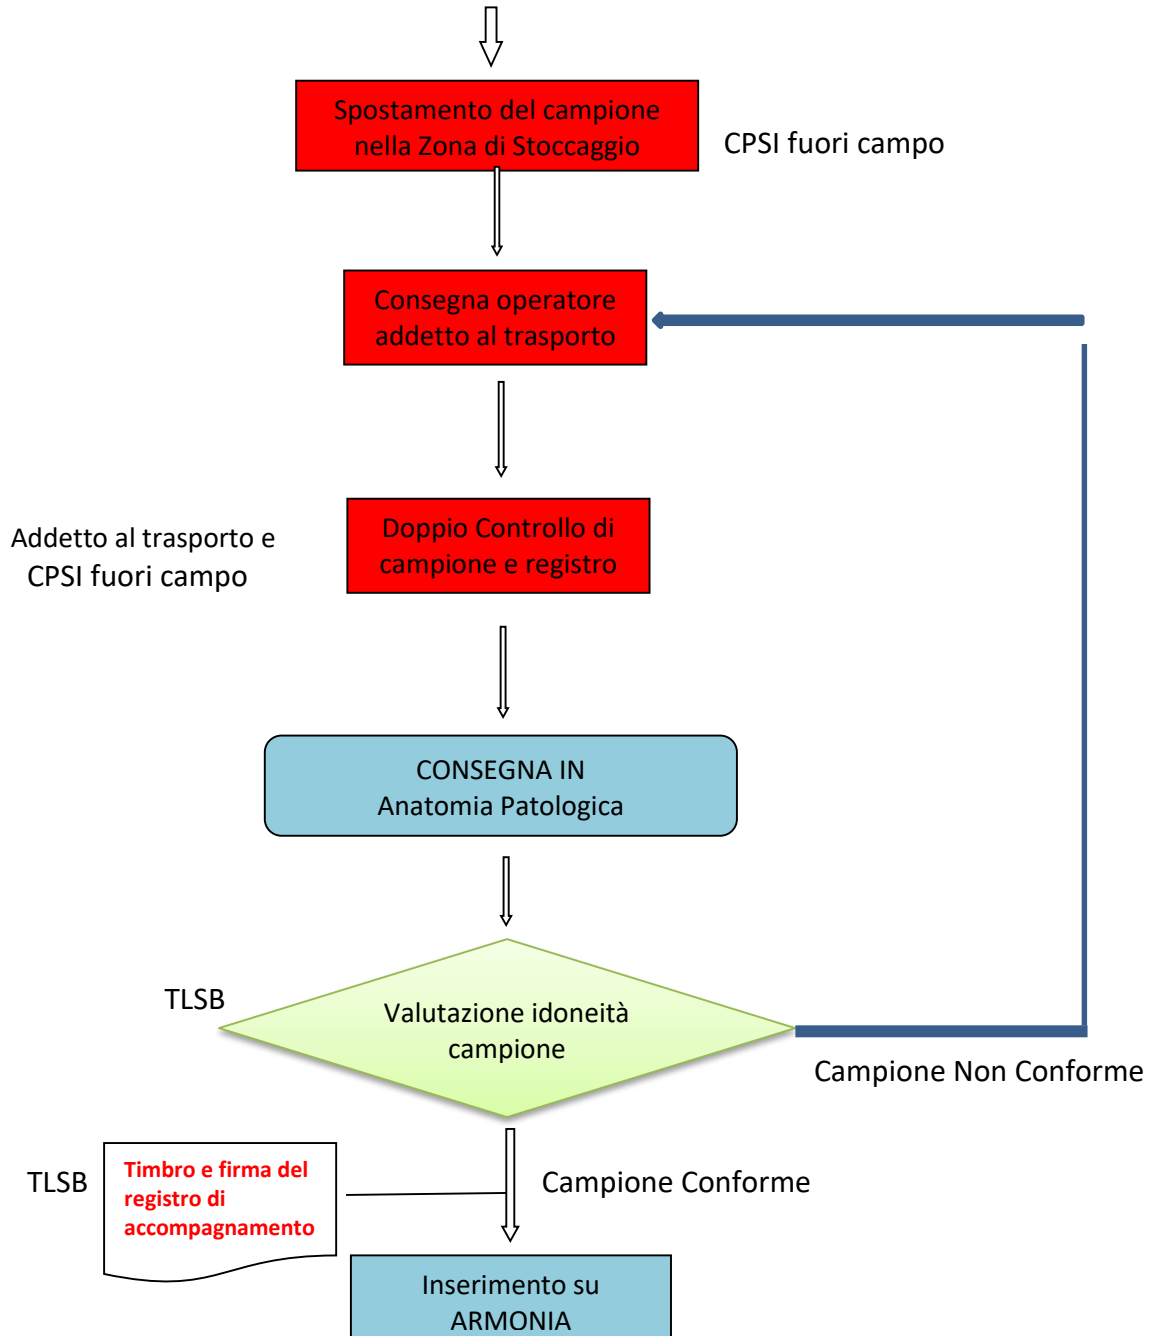 Spostamento del campione
nella Zona di Stoccaggio
CPSI fuori campo
Consegna operatore
addetto al trasporto
Addetto al trasporto e
CPSI fuori campo
Doppio Controllo di
campione e registro
CONSEGNA IN
Anatomia Patologica
TLSB
Valutazione idoneità
campione
Campione Non Conforme
TLSB
Timbro e firma del
registro di
accompagnamento
Campione Conforme
Inserimento su
ARMONIA